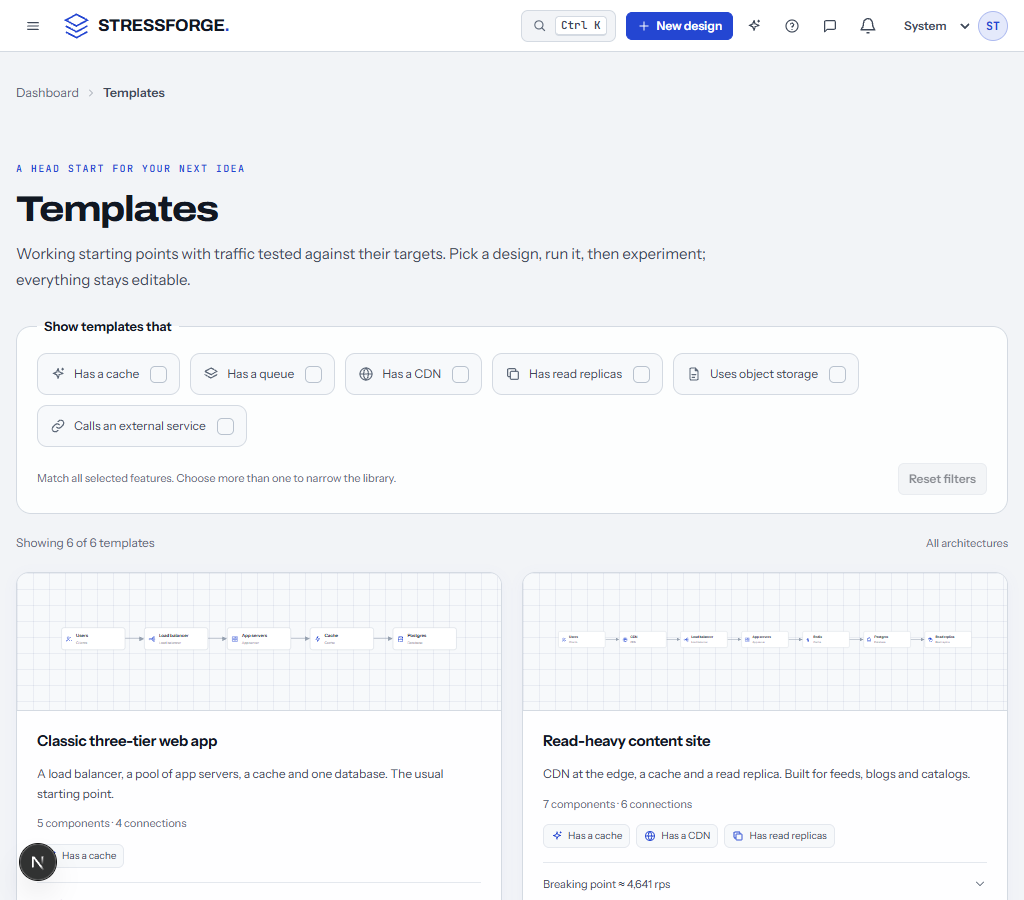 STRESSFORGE.
Ctrl K
New design
System
ST
Dashboard
Templates
A HEAD START FOR YOUR NEXT IDEA
Templates
Working starting points with traffic tested against their targets. Pick a design, run it, then experiment;
everything stays editable.
Show templates that
Has a cache
Has a queue
Has a CDN
Has read replicas
Uses object storage
Calls an external service
Match all selected features. Choose more than one to narrow the library.
Reset filters
Showing 6 of 6 templates
All architectures
Users
Load balancer
App servers
Cache
Postgres
Classic three-tier web app
A load balancer, a pool of app servers, a cache and one database. The usual
starting point.
5 components · 4 connections
Has a cache
N
Read-heavy content site
CDN at the edge, a cache and a read replica. Built for feeds, blogs and catalogs.
7 components · 6 connections
Has a cache
Has a CDN
Has read replicas
Breaking point ≈ 4,641 rps